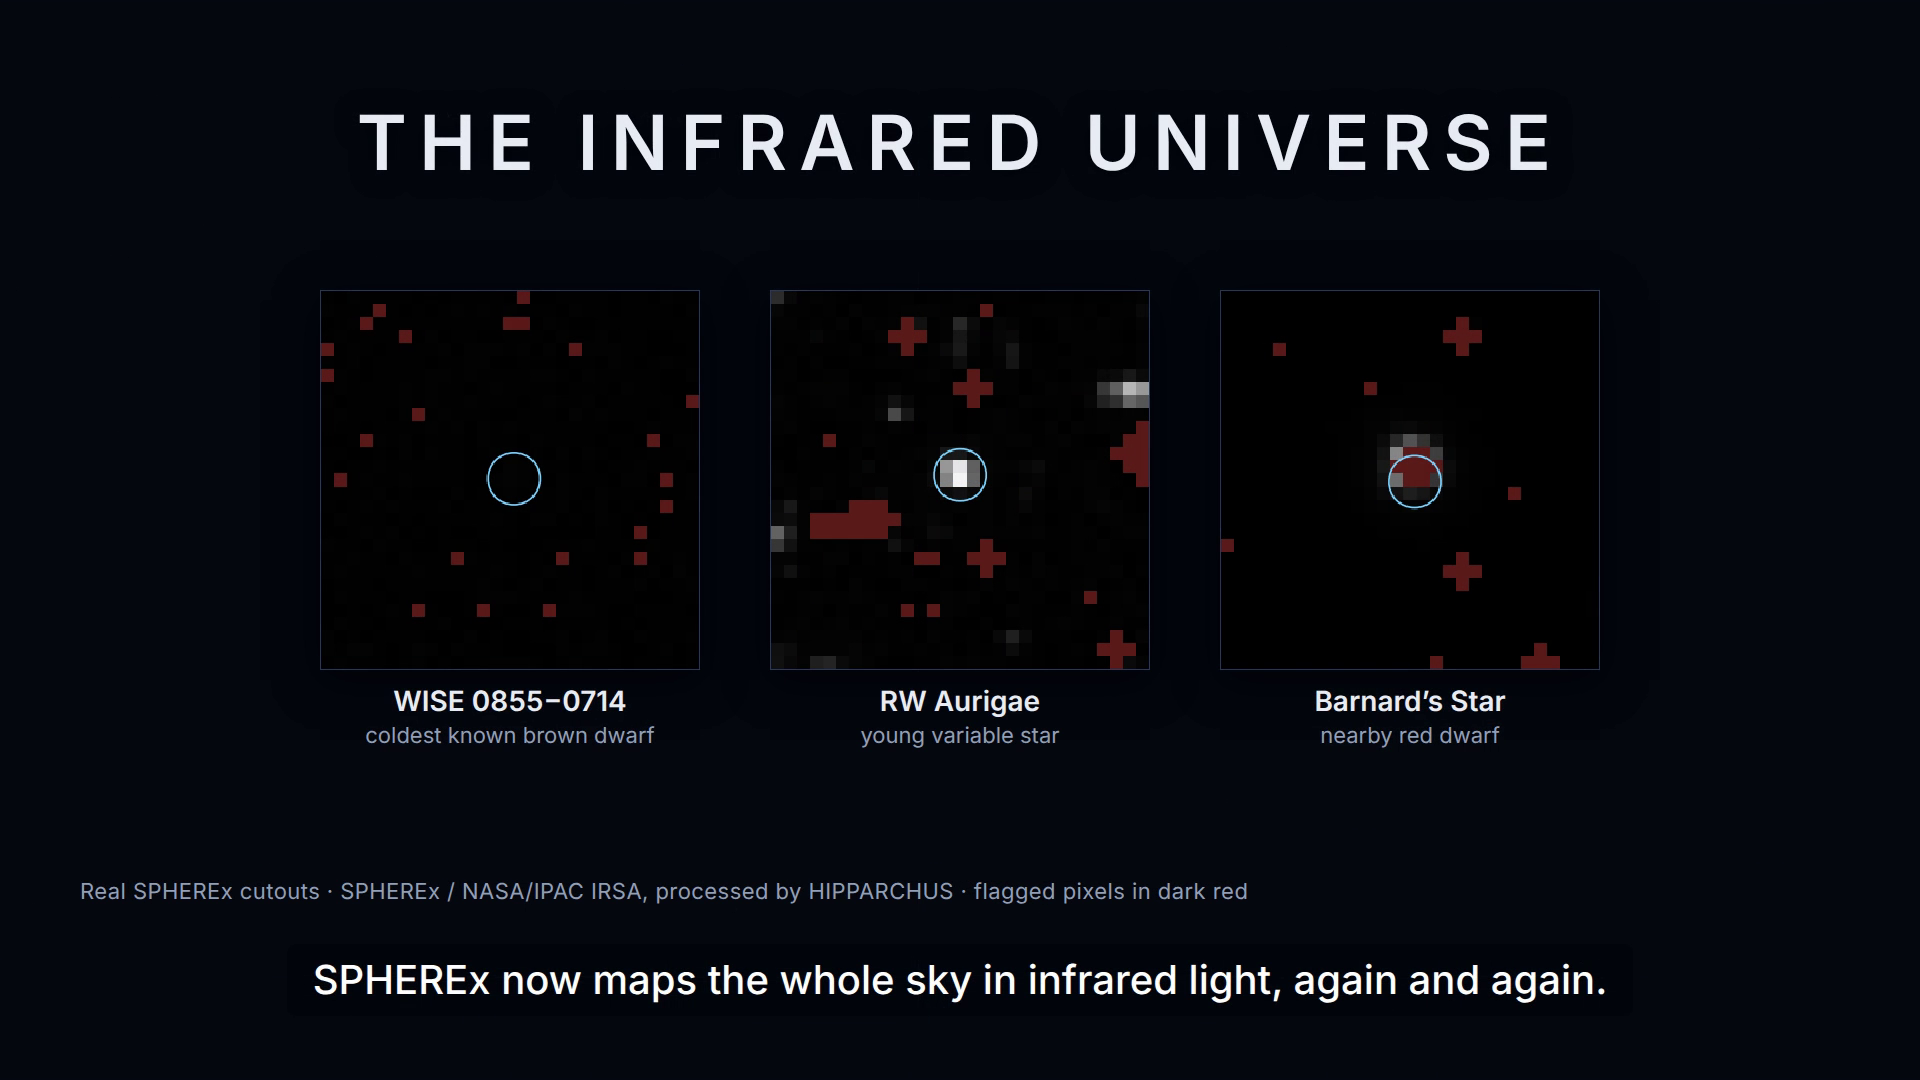 THE INFRARED UNIVERSE
WISE 0855−0714
coldest known brown dwarf
RW Aurigae
young variable star
Barnard’s Star
nearby red dwarf
Real SPHEREx cutouts · SPHEREx / NASA/IPAC IRSA, processed by HIPPARCHUS · flagged pixels in dark red
SPHEREx now maps the whole sky in infrared light, again and again.